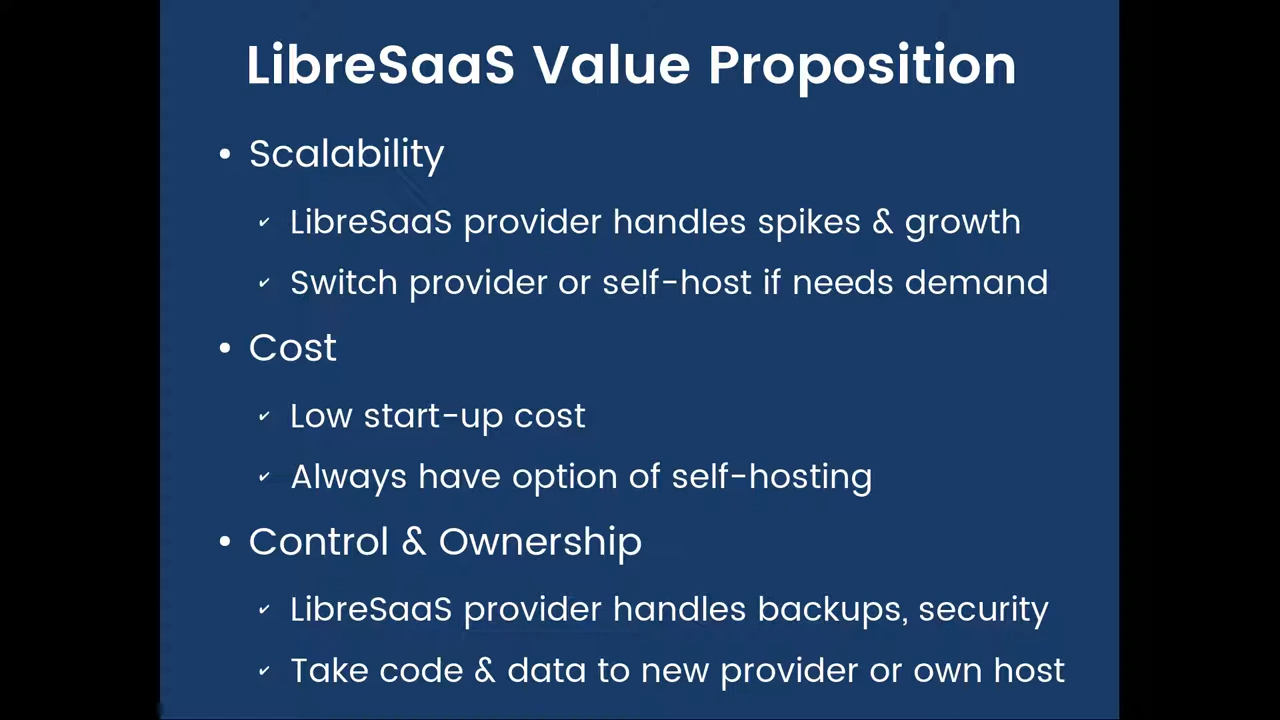 LibreSaaS Value Proposition
• Scalability
✔ LibreSaaS provider handles spikes & growth
✔ Switch provider or self-host if needs demand
• Cost
✔ Low start-up cost
✔ Always have option of self-hosting
• Control & Ownership
✔ LibreSaaS provider handles backups, security
✔ Take code & data to new provider or own host